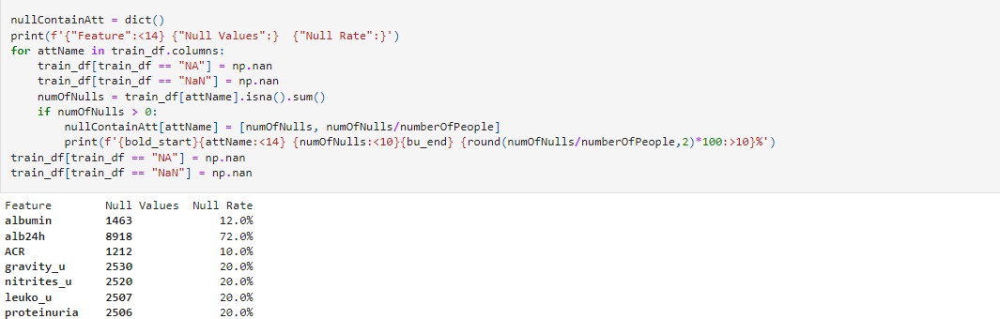 nullContainAtt = dict()
print(f'{"Feature":<14} {"Null Values":}  {"Null Rate":}')
for attName in train_df.columns:
    train_df[train_df == "NA"] = np.nan
    train_df[train_df == "NaN"] = np.nan
    numOfNulls = train_df[attName].isna().sum()
    if numOfNulls > 0:
        nullContainAtt[attName] = [numOfNulls, numOfNulls/numberOfPeople]
        print(f'{bold_start}{attName:<14} {numOfNulls:<10}{bu_end} {round(numOfNulls/numberOfPeople,2)*100:>10}%')
train_df[train_df == "NA"] = np.nan
train_df[train_df == "NaN"] = np.nan
Feature        Null Values  Null Rate
albumin        1463             12.0%
alb24h         8918             72.0%
ACR            1212             10.0%
gravity_u      2530             20.0%
nitrites_u     2520             20.0%
leuko_u        2507             20.0%
proteinuria    2506             20.0%